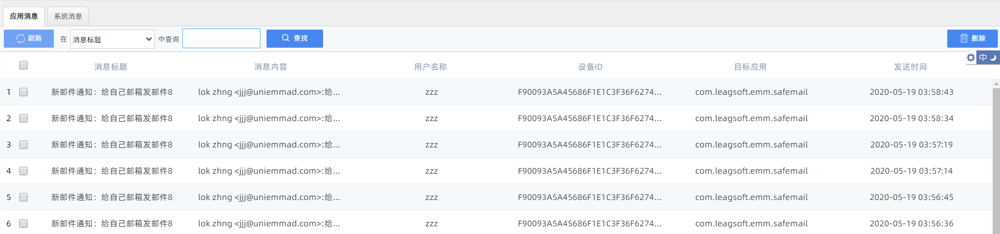 应用消息 系统消息
刷新 在 消息标题 中查询 查找 删除
中
消息标题 消息内容 用户名称 设备ID 目标应用 发送时间
1 新邮件通知：给自己邮箱发邮件8 lok zhng <jjj@uniemmad.com>:给... zzz F90093A5A45686F1E1C3F36F6274... com.leagsoft.emm.safemail 2020-05-19 03:58:43
2 新邮件通知：给自己邮箱发邮件8 lok zhng <jjj@uniemmad.com>:给... zzz F90093A5A45686F1E1C3F36F6274... com.leagsoft.emm.safemail 2020-05-19 03:58:34
3 新邮件通知：给自己邮箱发邮件8 lok zhng <jjj@uniemmad.com>:给... zzz F90093A5A45686F1E1C3F36F6274... com.leagsoft.emm.safemail 2020-05-19 03:57:19
4 新邮件通知：给自己邮箱发邮件8 lok zhng <jjj@uniemmad.com>:给... zzz F90093A5A45686F1E1C3F36F6274... com.leagsoft.emm.safemail 2020-05-19 03:57:14
5 新邮件通知：给自己邮箱发邮件8 lok zhng <jjj@uniemmad.com>:给... zzz F90093A5A45686F1E1C3F36F6274... com.leagsoft.emm.safemail 2020-05-19 03:56:45
6 新邮件通知：给自己邮箱发邮件8 lok zhng <jjj@uniemmad.com>:给... zzz F90093A5A45686F1E1C3F36F6274... com.leagsoft.emm.safemail 2020-05-19 03:56:36